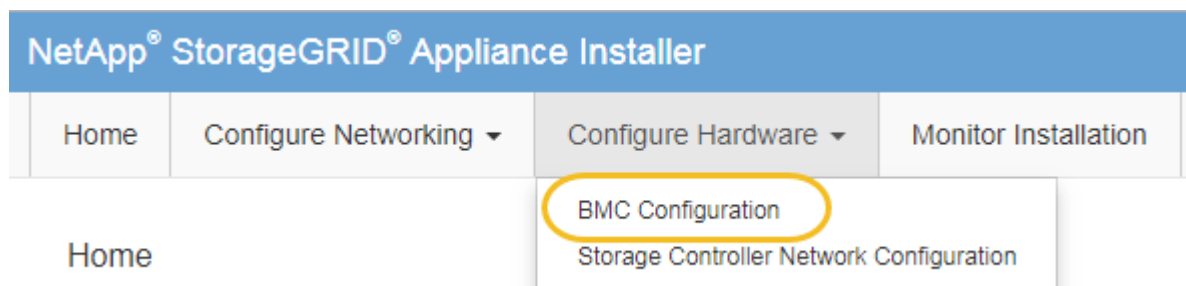 NetApp® StorageGRID® Appliance Installer
Home Configure Networking Configure Hardware Monitor Installation
BMC Configuration
Home
Storage Controller Network Configuration